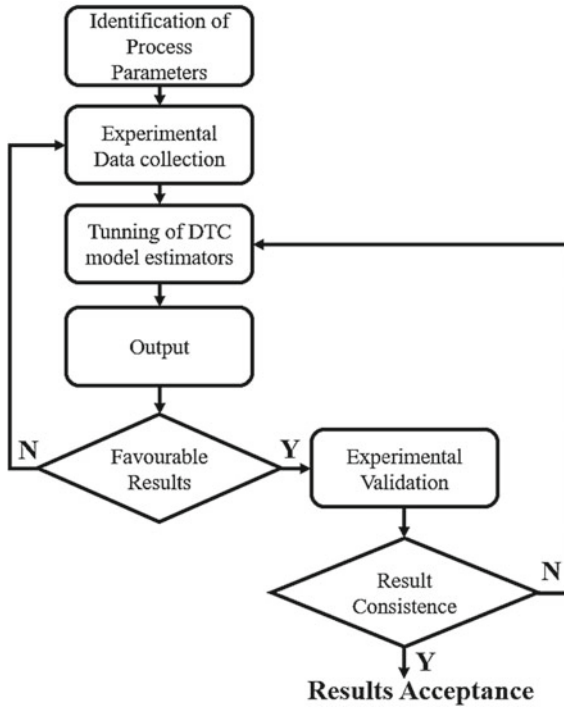 Identification of
Process
Parameters
Experimental
Data collection
Tunning of DTC
model estimators
Output
N
Favourable
Results
Y
Experimental
Validation
Result
Consistence
N
Y
Results Acceptance